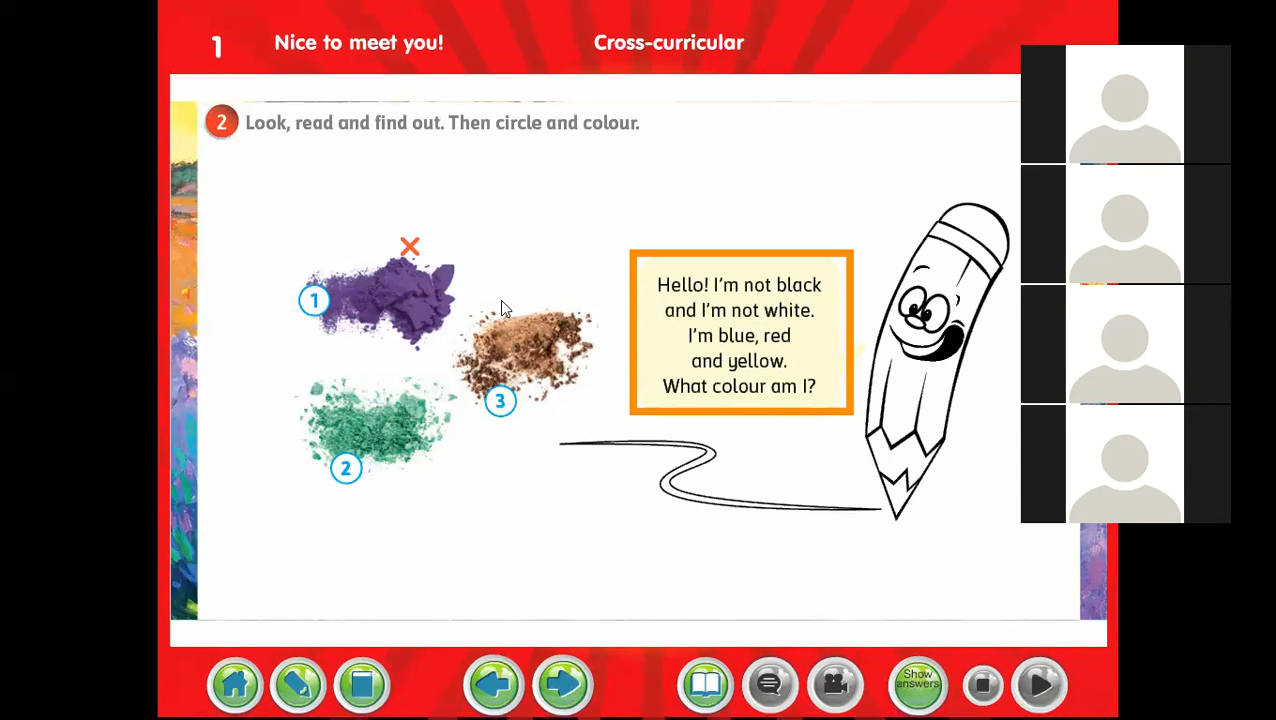 1 Nice to meet you! Cross-curricular
2 Look, read and find out. Then circle and colour.
1
Hello! I'm not black
and I'm not white.
I'm blue, red
and yellow.
What colour am I?
3
2
Show
answers